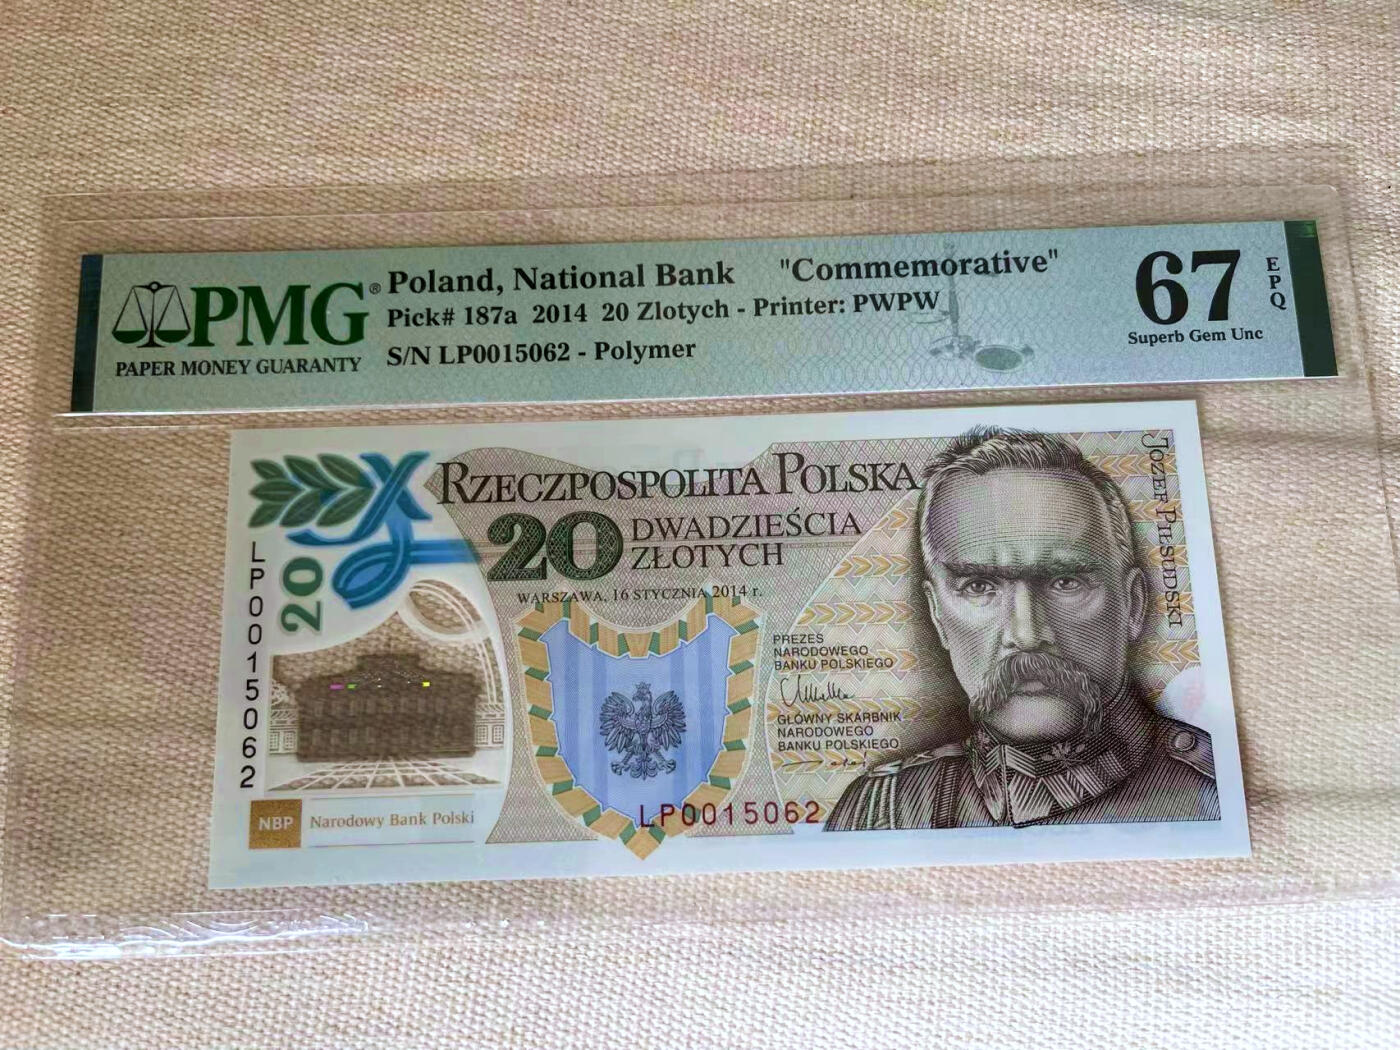 PMG®
PAPER MONEY GUARANTY
Poland, National Bank "Commemorative"
Pick# 187a 2014 20 Zlotych - Printer: PWPW
S/N LP0015062 - Polymer
67
EPQ
Superb Gem Unc
RZECZPOSPOLITA POLSKA
20 DWADZIEŚCIA
ZŁOTYCH
WARSZAWA, 16 STYCZNIA 2014 r.
20
LP0015062
PREZES
NARODOWEGO
BANKU POLSKIEGO
GŁÓWNY SKARBNIK
NARODOWEGO
BANKU POLSKIEGO
LP0015062
NBP Narodowy Bank Polski
JÓZEF PIŁSUDSKI